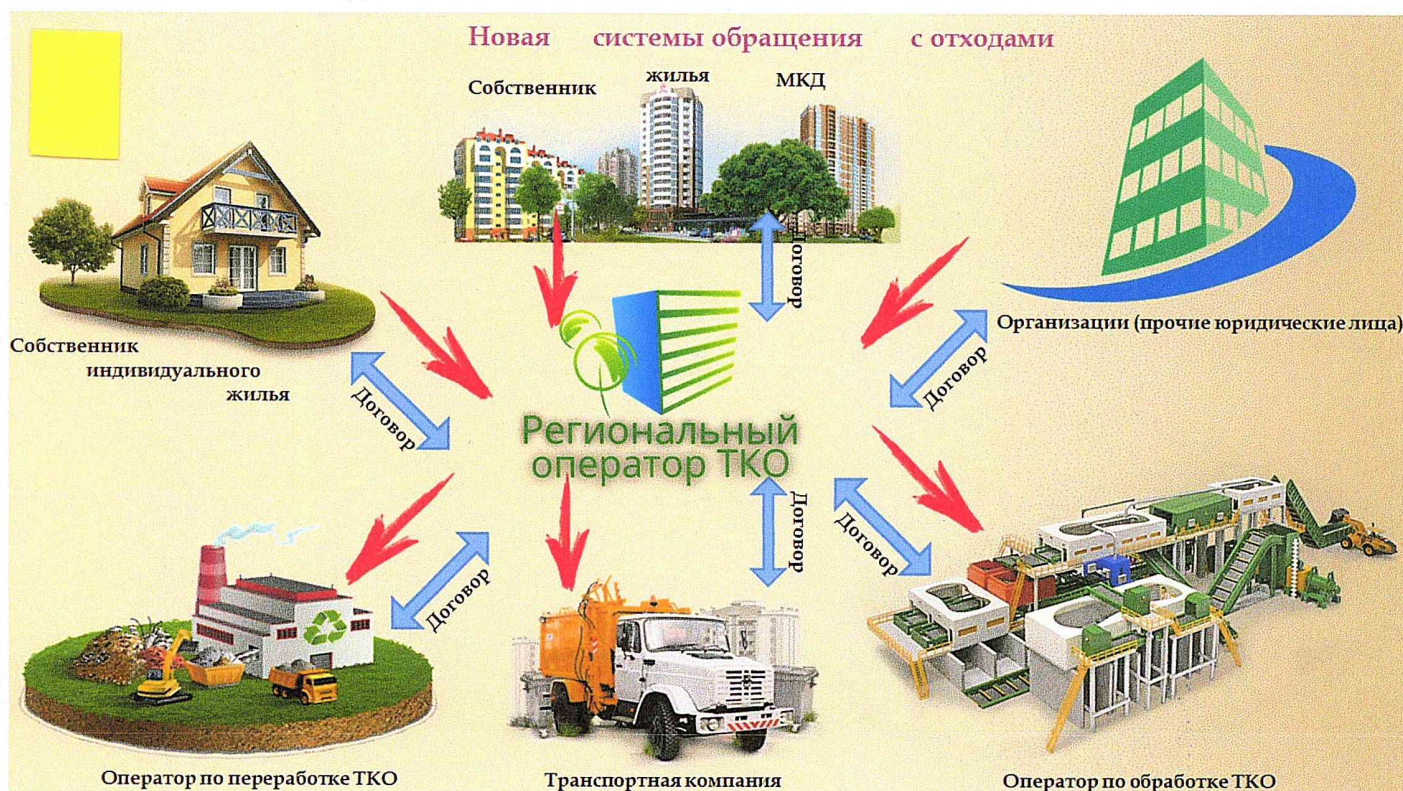 Новая системы обращения с отходами
Собственник жилья МКД
Договор
Организации (прочие юридические лица)
Договор
Собственник
индивидуального
жилья
Договор
Региональный
оператор ТКО
Договор
Договор
Договор
Оператор по переработке ТКО
Транспортная компания
Оператор по обработке ТКО